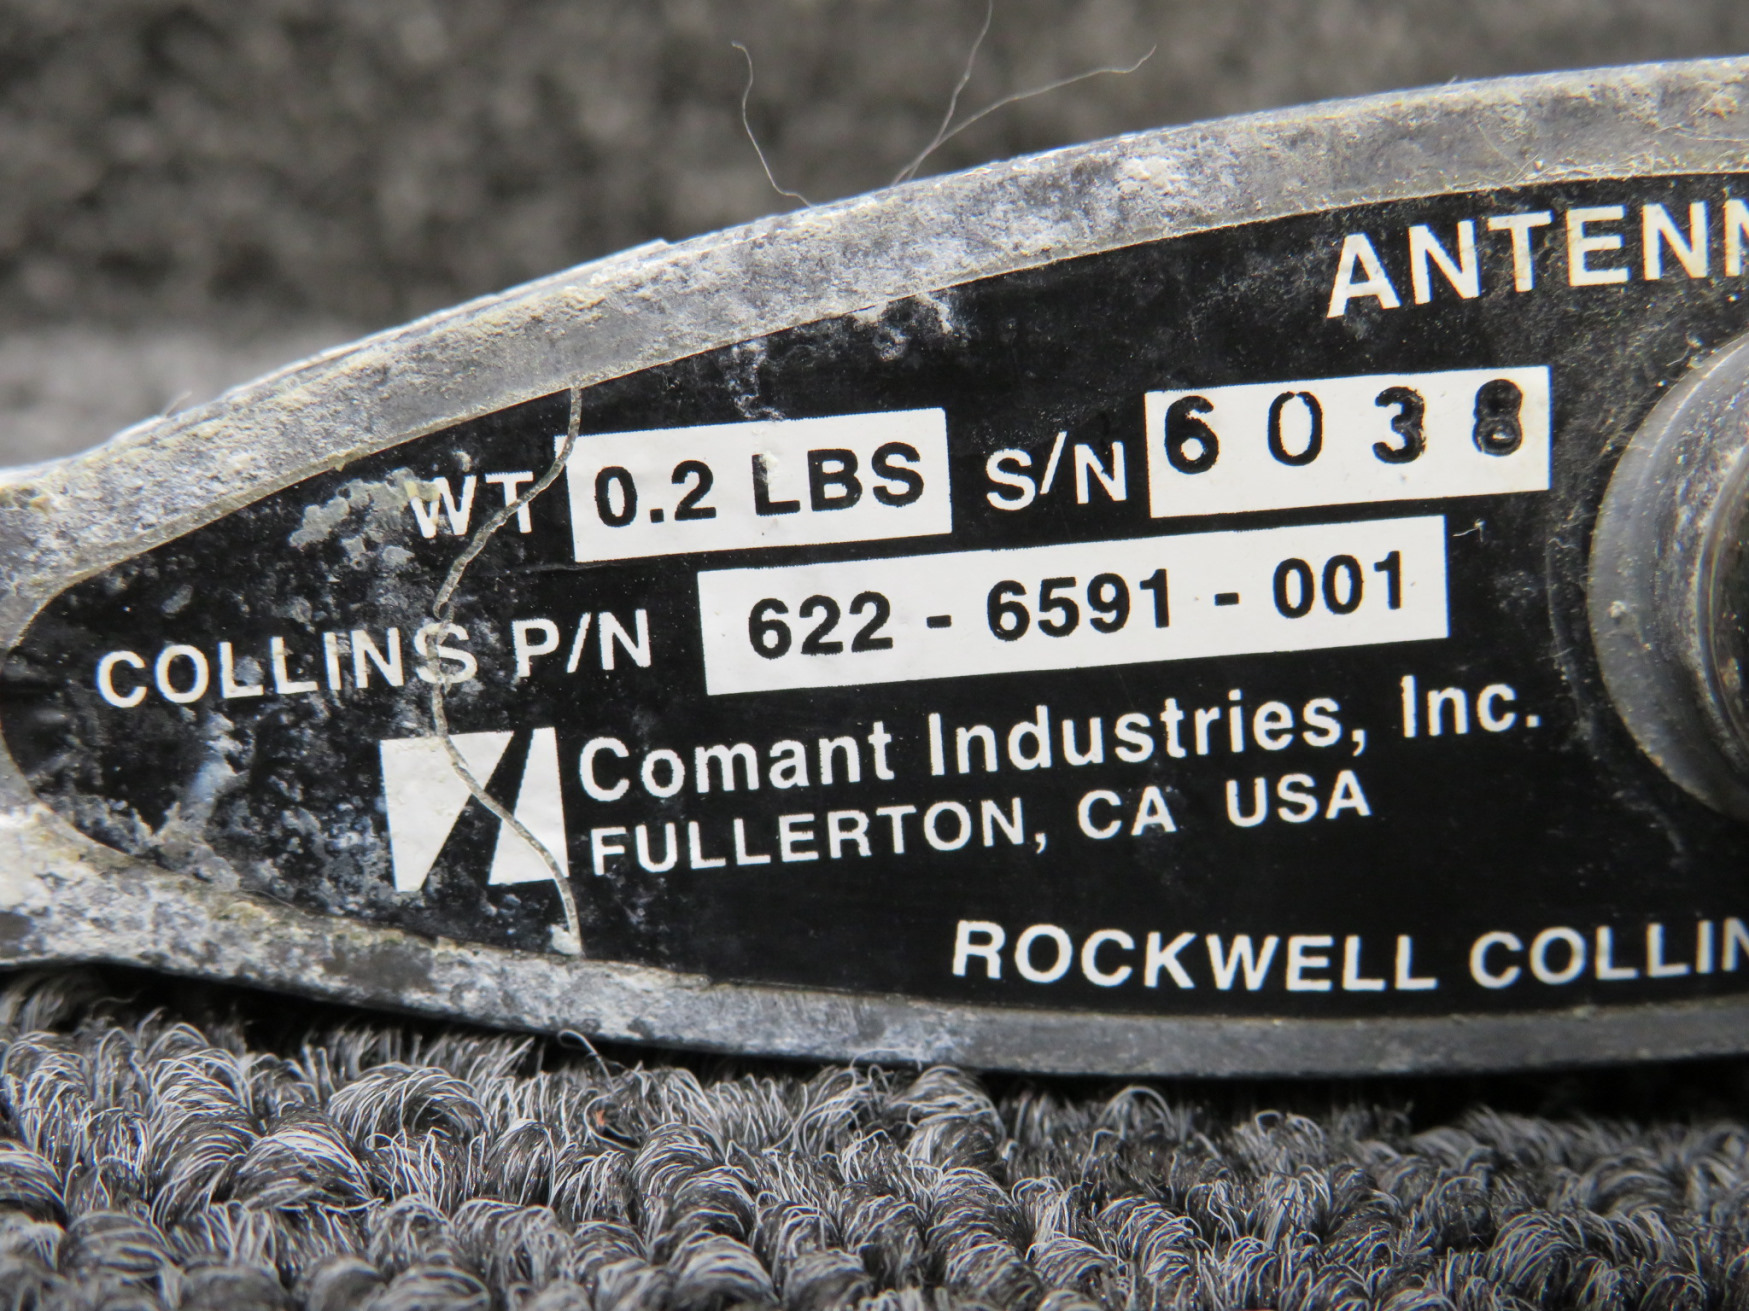 ANTENN
WT 0.2 LBS S/N 6038
COLLINS P/N 622-6591-001
Comant Industries, Inc.
FULLERTON, CA USA
ROCKWELL COLLIN